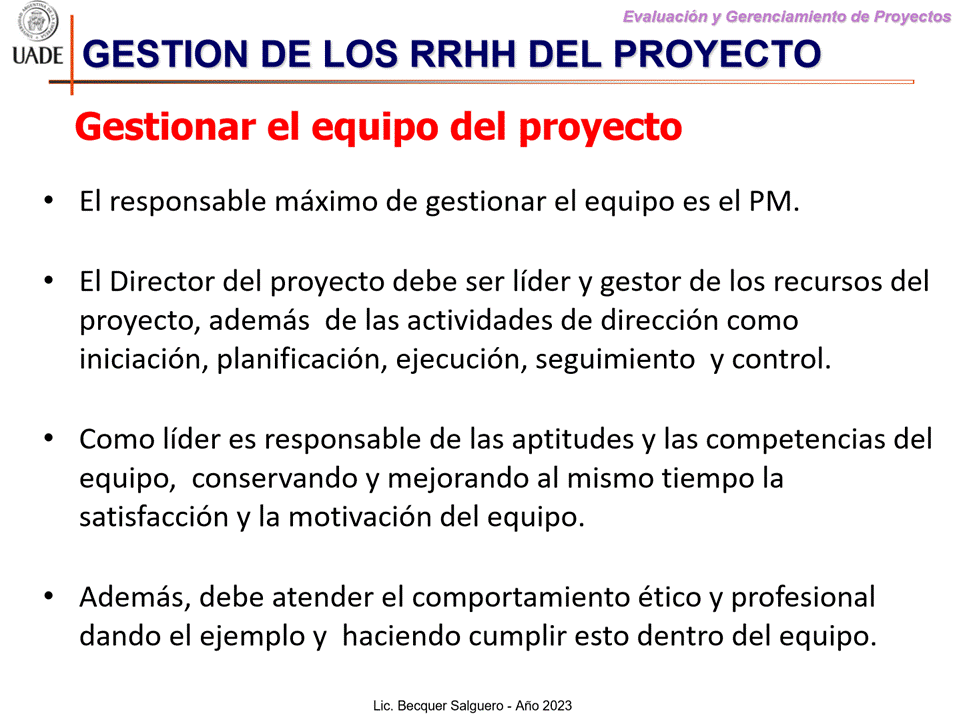 Evaluación y Gerenciamiento de Proyectos
UADE
GESTION DE LOS RRHH DEL PROYECTO
Gestionar el equipo del proyecto
• El responsable máximo de gestionar el equipo es el PM.
• El Director del proyecto debe ser líder y gestor de los recursos del
proyecto, además de las actividades de dirección como
iniciación, planificación, ejecución, seguimiento y control.
• Como líder es responsable de las aptitudes y las competencias del
equipo, conservando y mejorando al mismo tiempo la
satisfacción y la motivación del equipo.
• Además, debe atender el comportamiento ético y profesional
dando el ejemplo y haciendo cumplir esto dentro del equipo.
Lic. Becquer Salguero - Año 2023